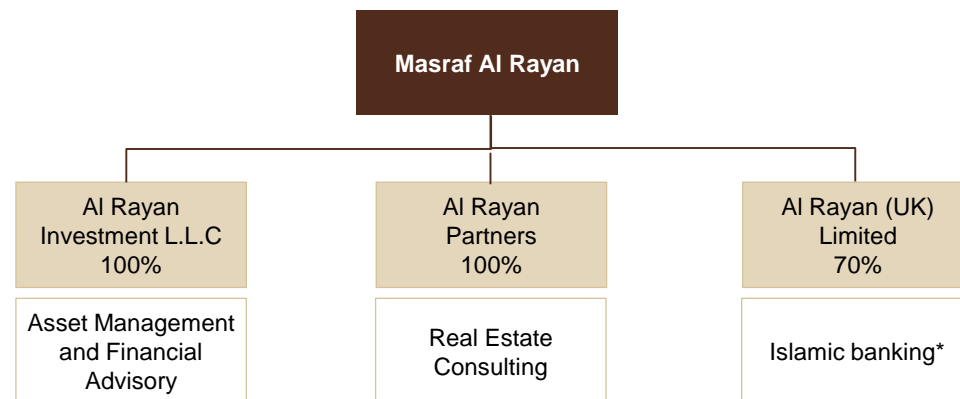 Masraf Al Rayan
Al Rayan
Investment L.L.C
100%
Al Rayan
Partners
100%
Al Rayan (UK)
Limited
70%
Asset Management
and Financial
Advisory
Real Estate
Consulting
Islamic banking*